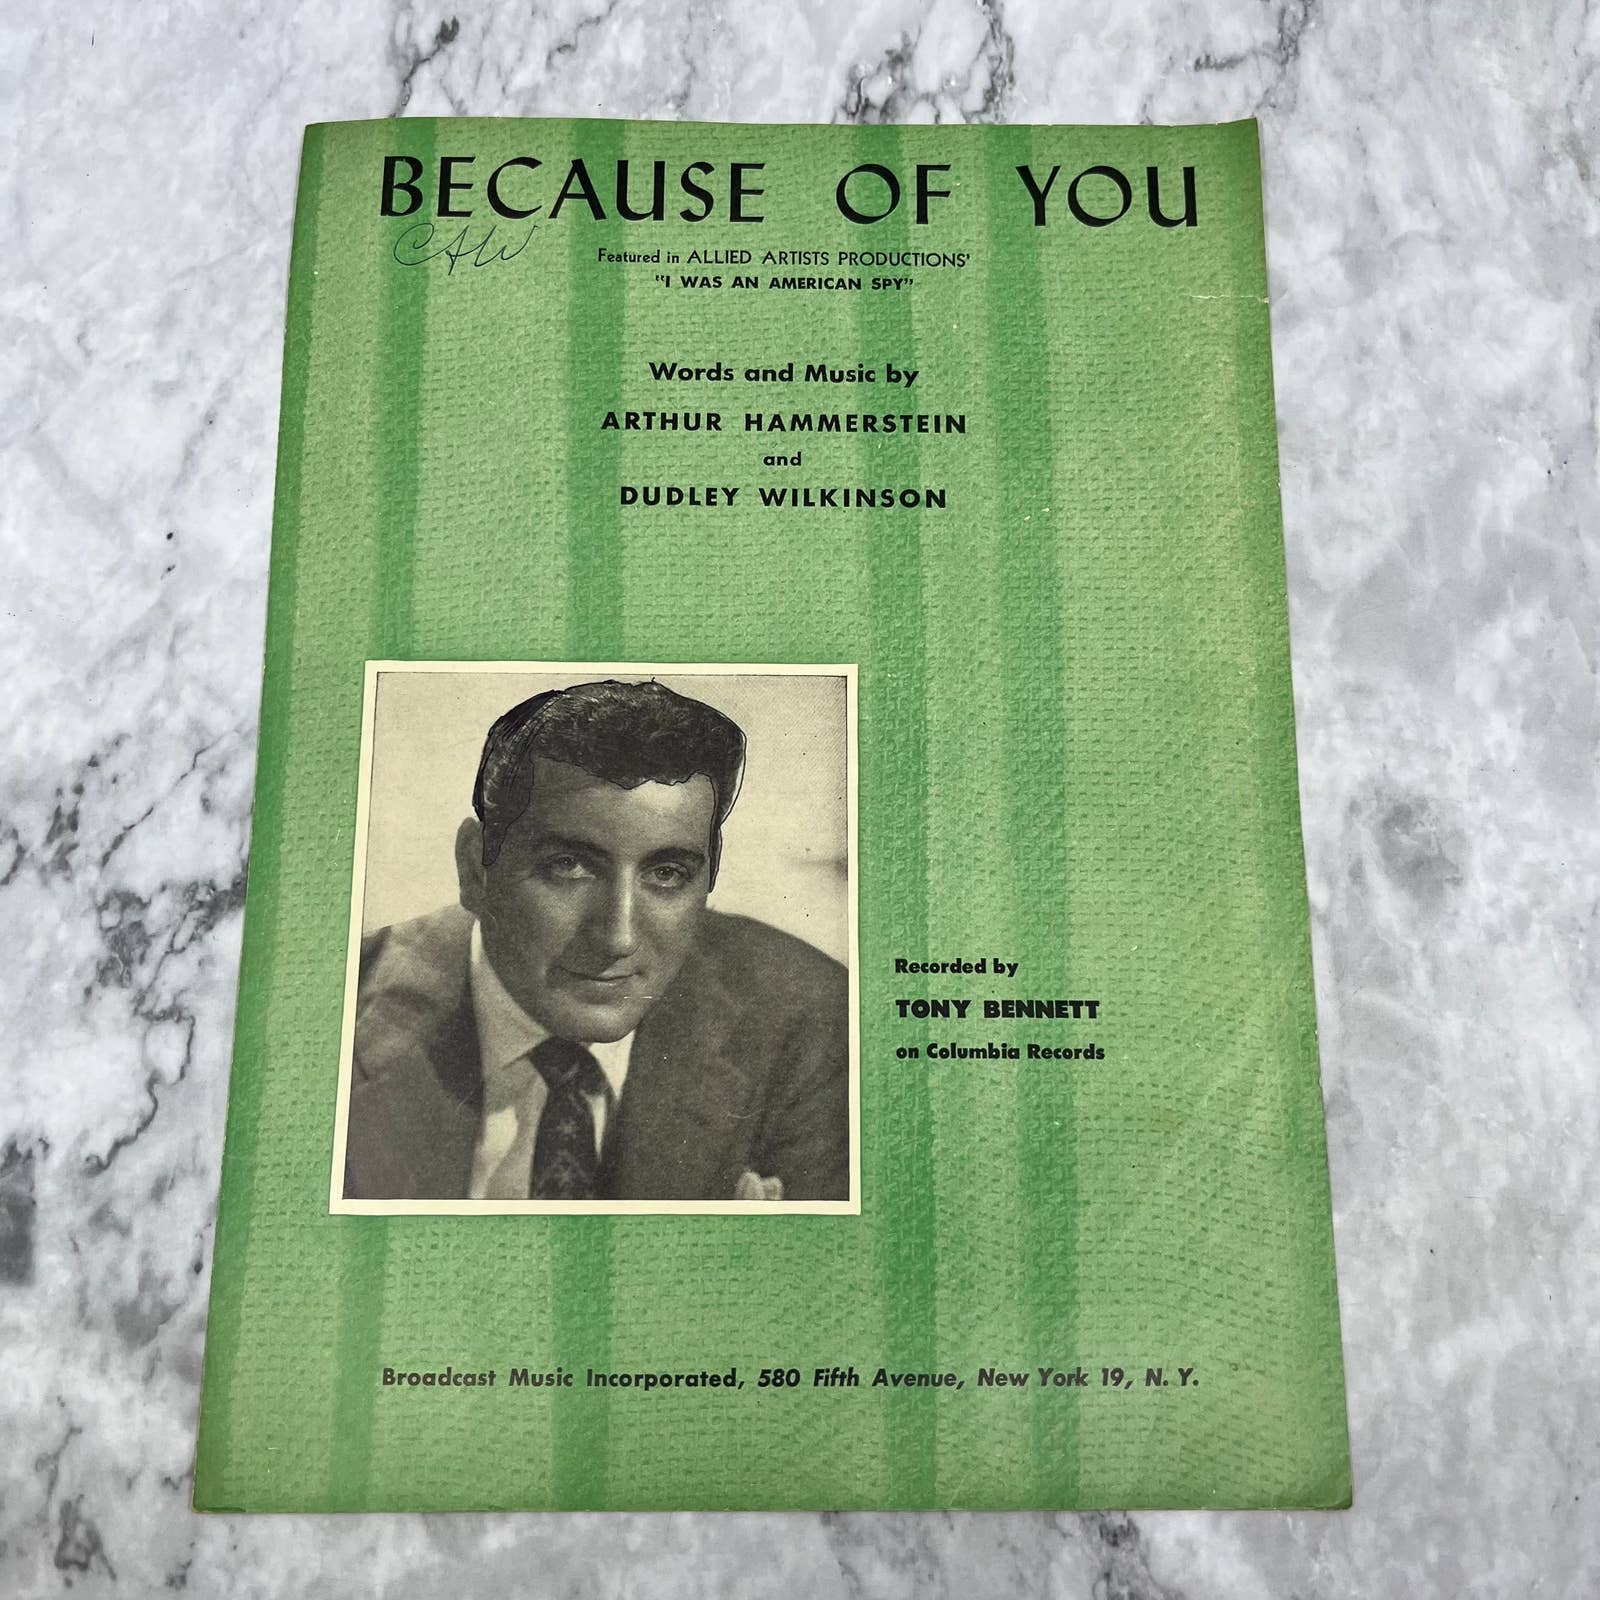 BECAUSE OF YOU
CAW
Featured in ALLIED ARTISTS PRODUCTIONS'
"I WAS AN AMERICAN SPY"
Words and Music by
ARTHUR HAMMERSTEIN
and
DUDLEY WILKINSON
Recorded by
TONY BENNETT
on Columbia Records
Broadcast Music Incorporated, 580 Fifth Avenue, New York 19, N. Y.